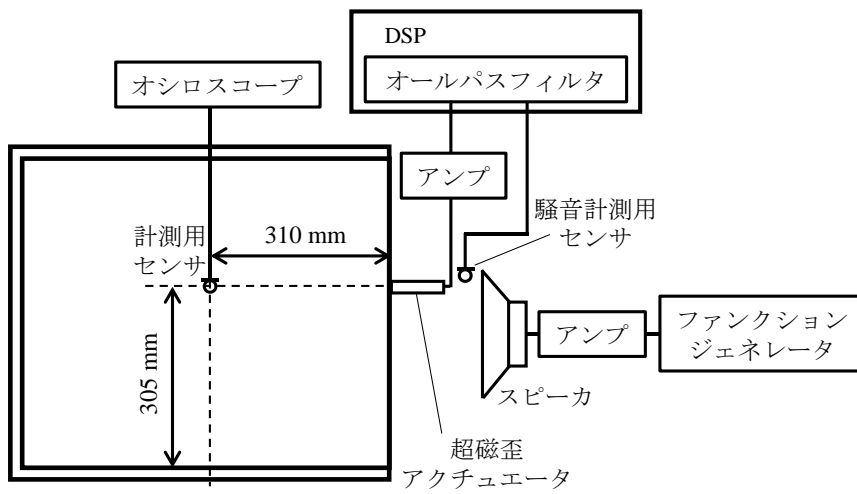 DSP
オールパスフィルタ
オシロスコープ
アンプ
騒音計測用
センサ
計測用
センサ
310 mm
305 mm
アンプ
ファンクション
ジェネレータ
スピーカ
超磁歪
アクチュエータ